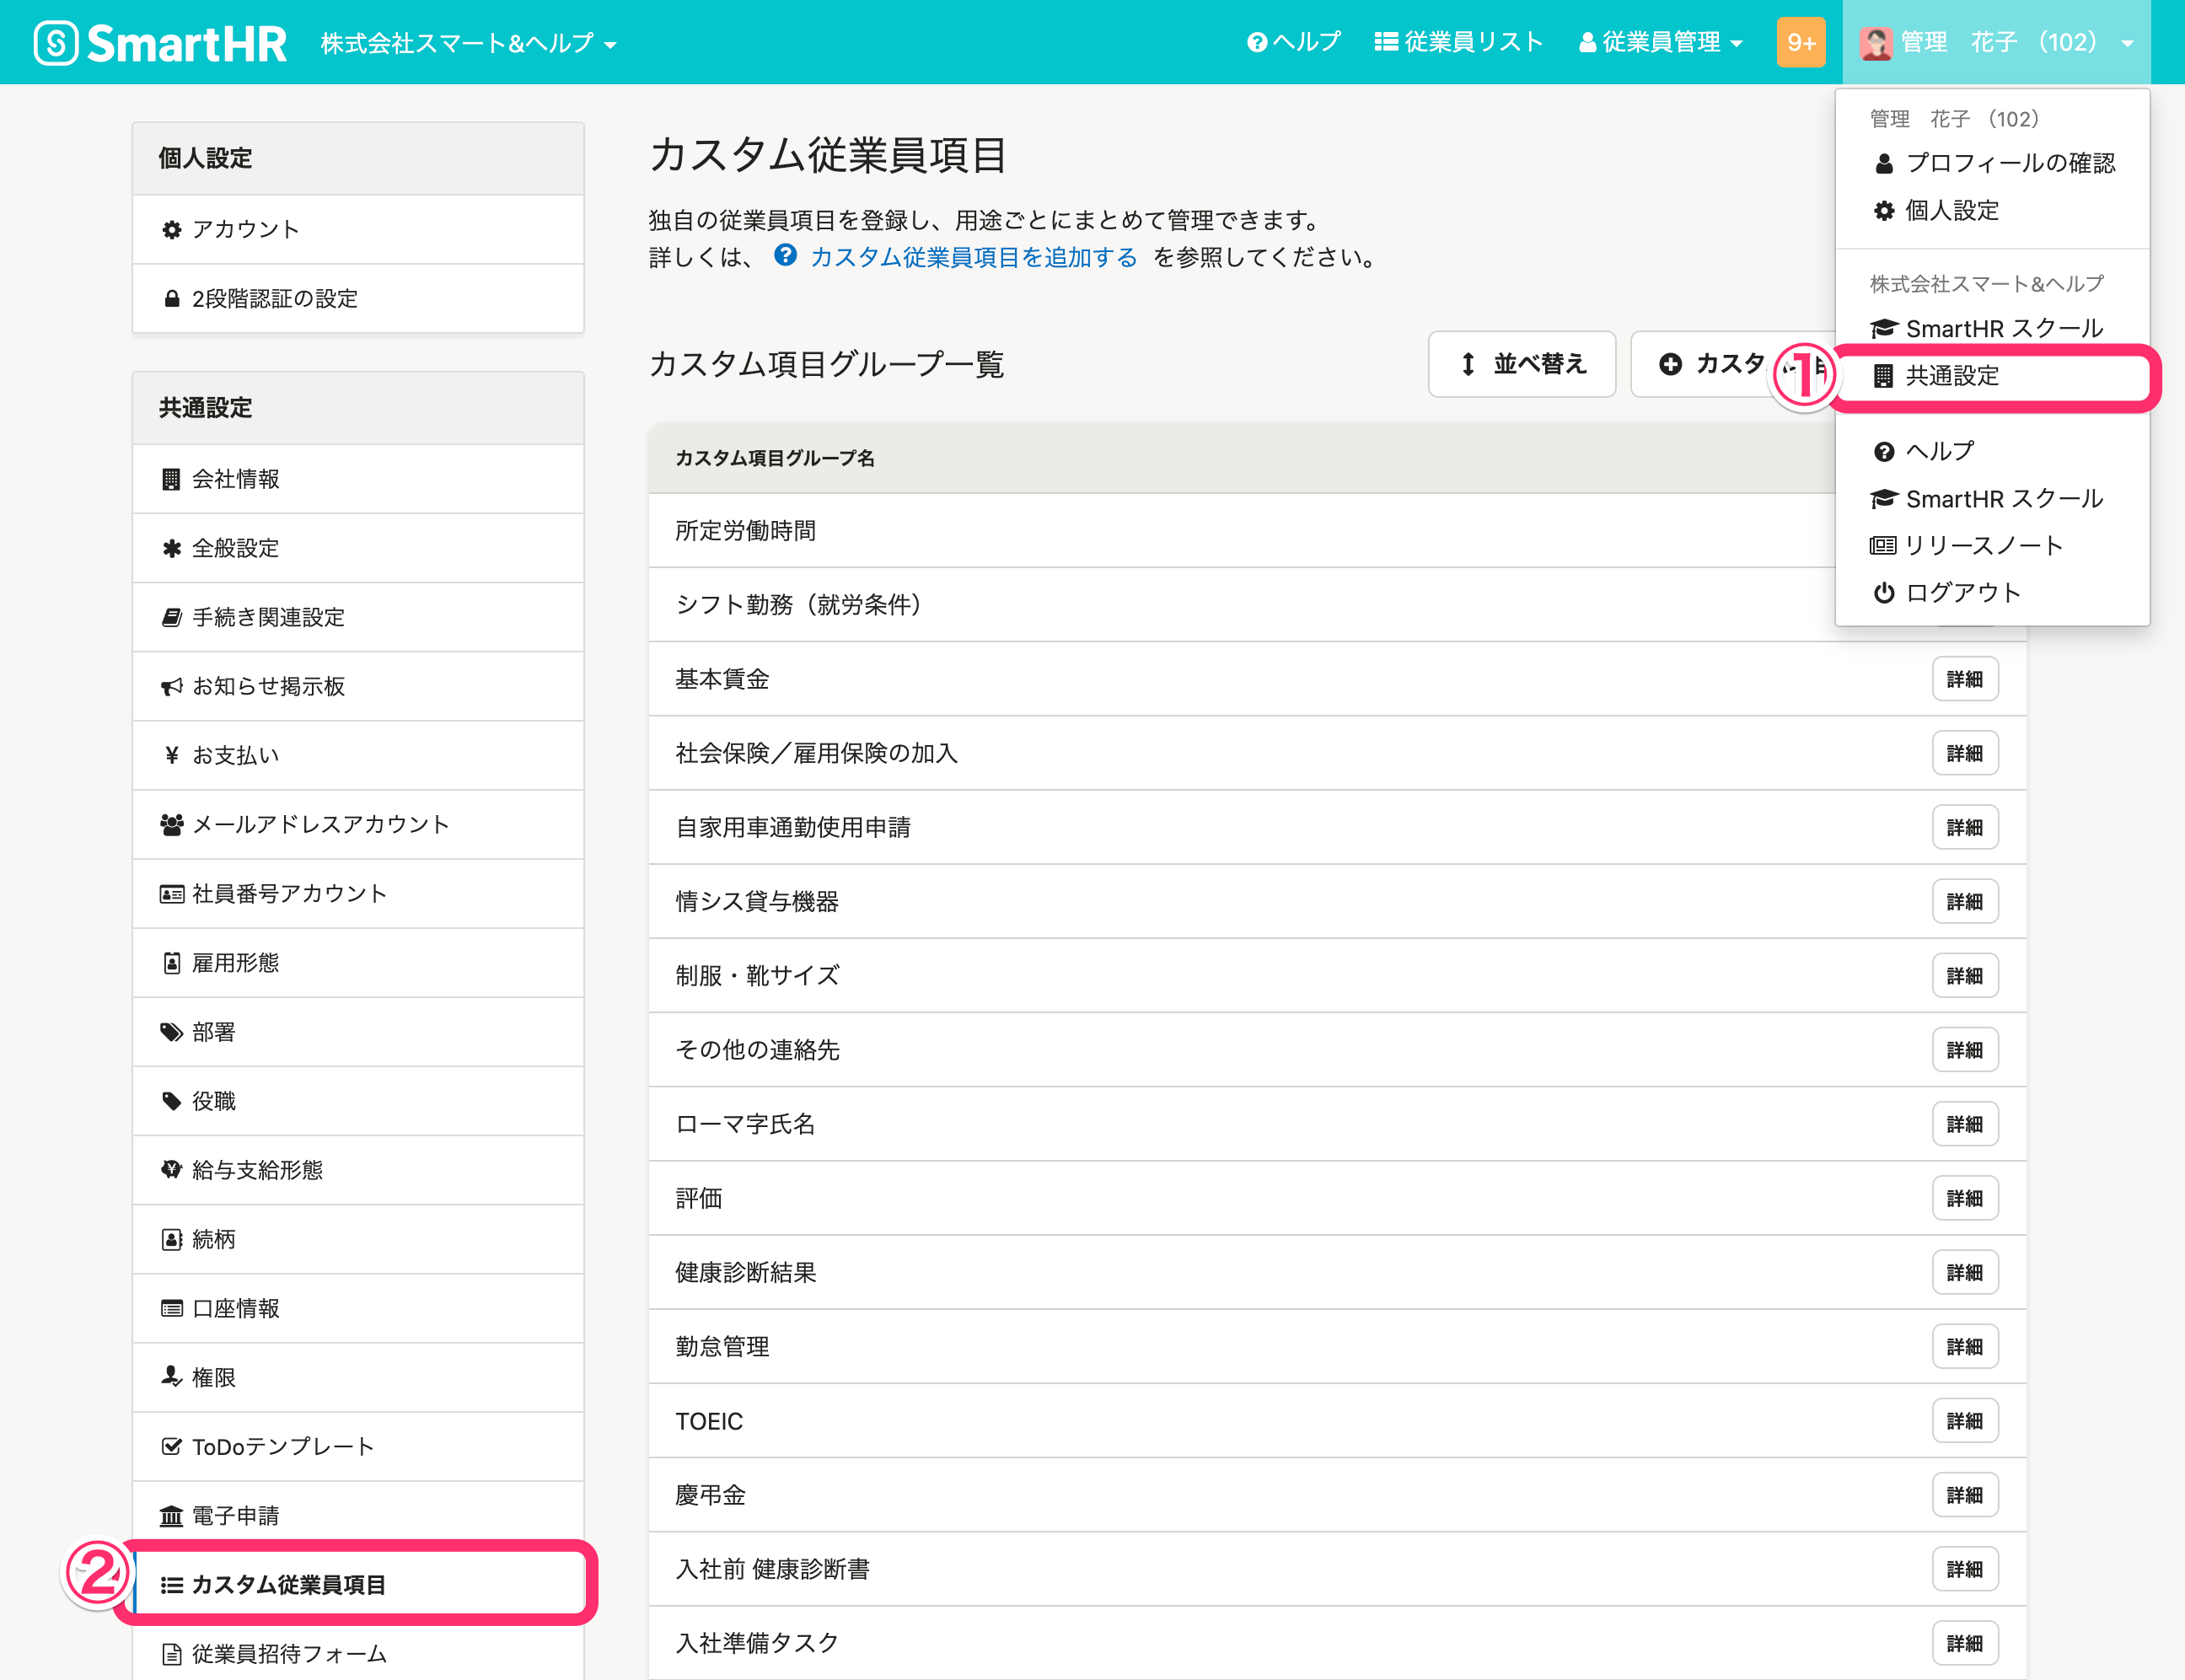 SmartHR 株式会社スマート&ヘルプ ヘルプ 従業員リスト 従業員管理 9+ 管理 花子 （102）
個人設定
アカウント
2段階認証の設定
共通設定
会社情報
全般設定
手続き関連設定
お知らせ掲示板
¥ お支払い
メールアドレスアカウント
社員番号アカウント
雇用形態
部署
役職
給与支給形態
続柄
口座情報
権限
ToDoテンプレート
電子申請
② カスタム従業員項目
従業員招待フォーム
カスタム従業員項目
独自の従業員項目を登録し、用途ごとにまとめて管理できます。
詳しくは、 カスタム従業員項目を追加する を参照してください。
カスタム項目グループ一覧
並べ替え
カスタ
カスタム項目グループ名
所定労働時間
シフト勤務（就労条件）
基本賃金 詳細
社会保険／雇用保険の加入 詳細
自家用車通勤使用申請 詳細
情シス貸与機器 詳細
制服・靴サイズ 詳細
その他の連絡先 詳細
ローマ字氏名 詳細
評価 詳細
健康診断結果 詳細
勤怠管理 詳細
TOEIC 詳細
慶弔金 詳細
入社前 健康診断書 詳細
入社準備タスク 詳細
管理 花子 （102）
プロフィールの確認
個人設定
株式会社スマート&ヘルプ
SmartHR スクール
① 共通設定
ヘルプ
SmartHR スクール
リリースノート
ログアウト